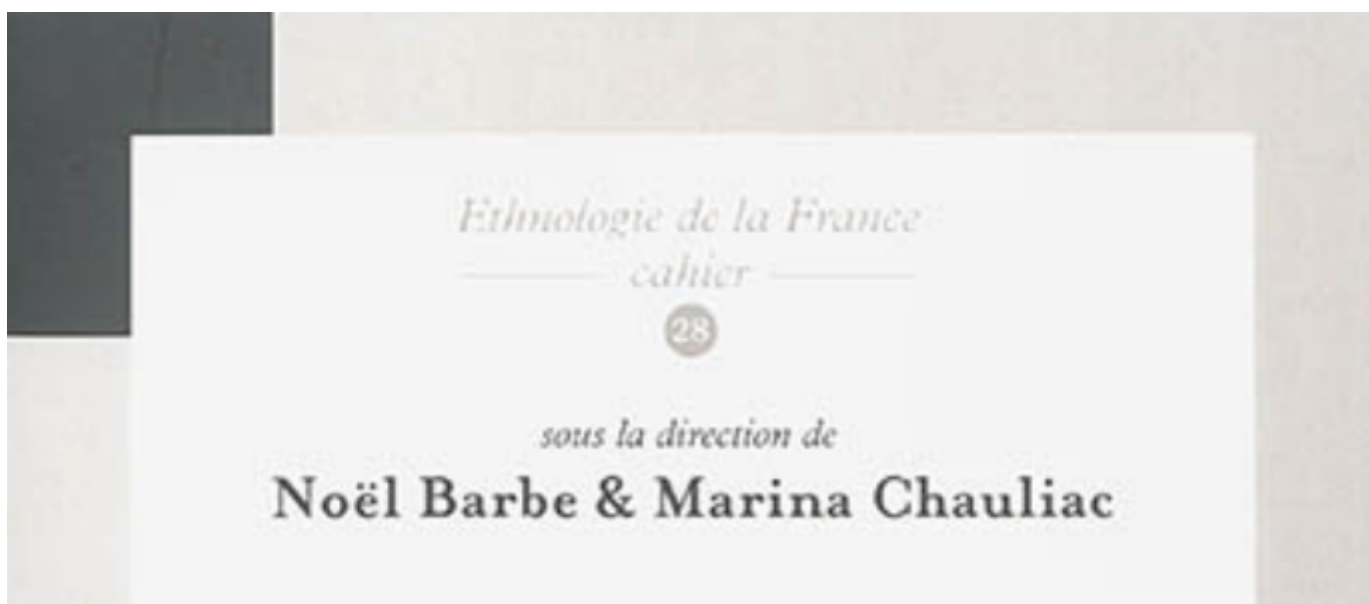 Ethnologie de la France
cahier
28
sous la direction de
Noël Barbe & Marina Chauliac